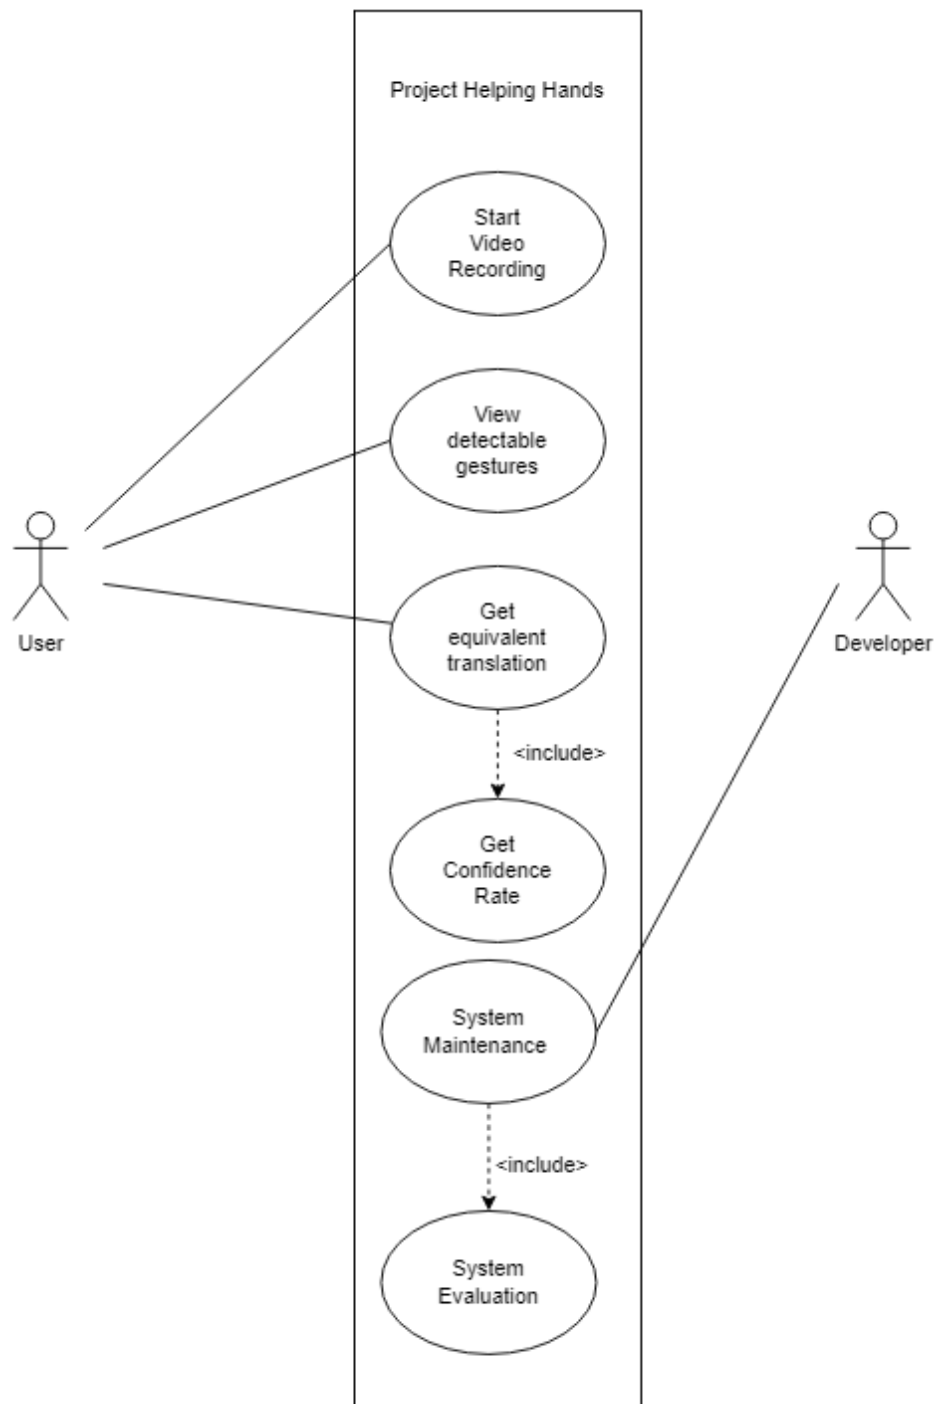 Project Helping Hands
Start
Video
Recording
View
detectable
gestures
Get
equivalent
translation
User
Developer
<include>
Get
Confidence
Rate
System
Maintenance
<include>
System
Evaluation